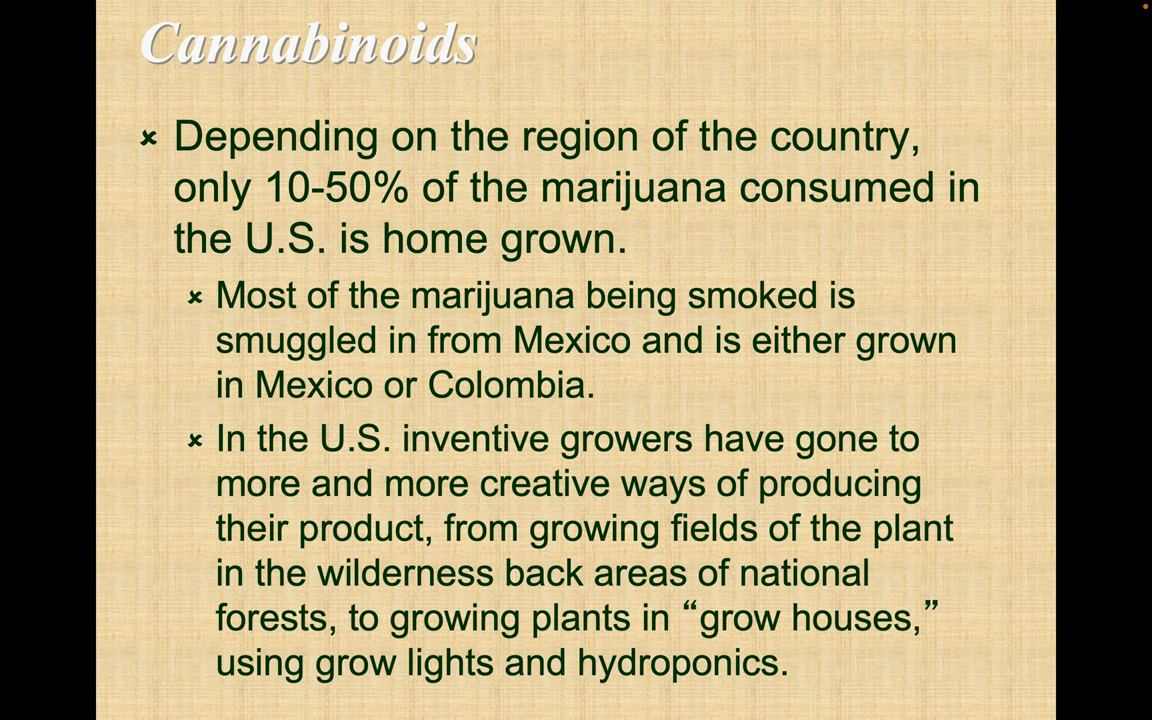 Cannabinoids
Depending on the region of the country,
only 10-50% of the marijuana consumed in
the U.S. is home grown.
Most of the marijuana being smoked is
smuggled in from Mexico and is either grown
in Mexico or Colombia.
In the U.S. inventive growers have gone to
more and more creative ways of producing
their product, from growing fields of the plant
in the wilderness back areas of national
forests, to growing plants in “grow houses,”
using grow lights and hydroponics.